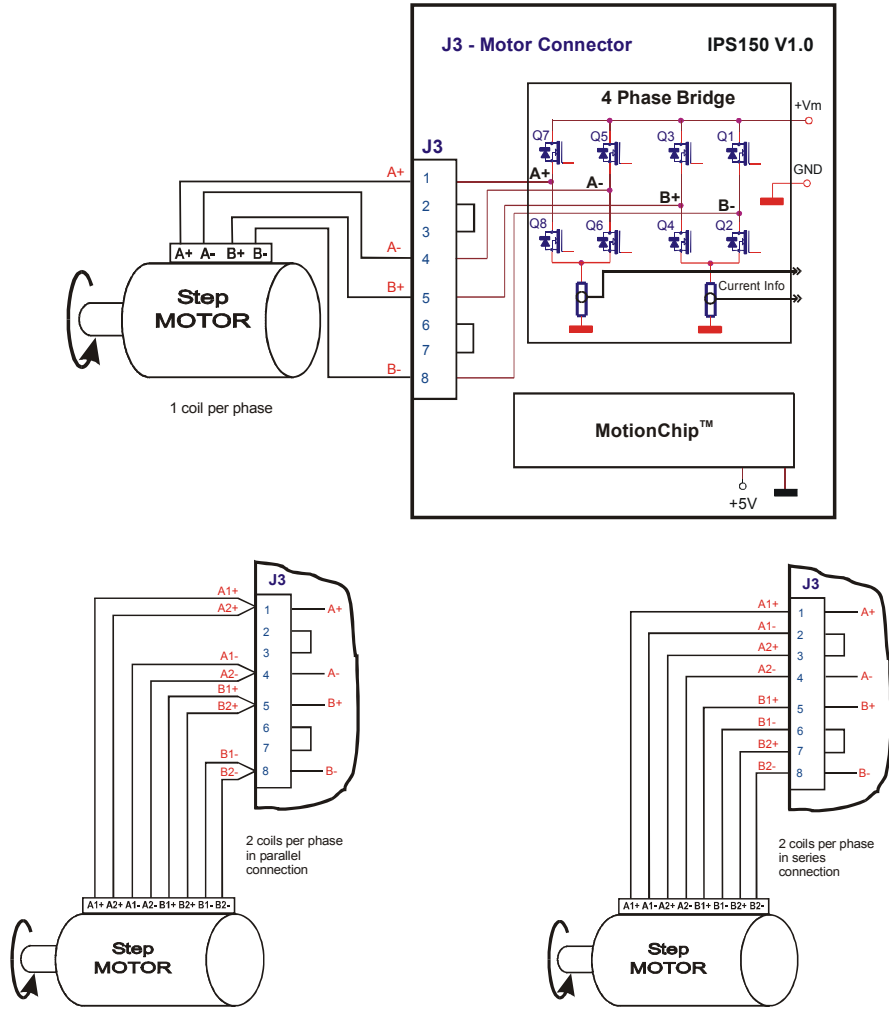 J3 - Motor Connector
IPS150 V1.0
4 Phase Bridge
+Vm
Q7
Q5
Q3
Q1
J3
GND
A+
1
A+
A-
2
B+
B-
3
Q8
Q6
Q4
Q2
A-
4
A+ A- B+ B-
Current Info
B+
5
Step
MOTOR
6
7
B-
8
1 coil per phase
MotionChip™
+5V
J3
A1+
A2+
1
A+
2
3
A1-
A2-
4
A-
B1+
B2+
5
B+
6
7
B1-
B2-
8
B-
2 coils per phase
in parallel
connection
A1+ A2+ A1- A2- B1+ B2+ B1- B2-
Step
MOTOR
J3
A1+
1
A+
A1-
2
A2+
3
A2-
4
A-
B1+
5
B+
B1-
6
B2+
7
B2-
8
B-
2 coils per phase
in series
connection
A1+ A1- A2+ A2- B1+ B1- B2+ B2-
Step
MOTOR